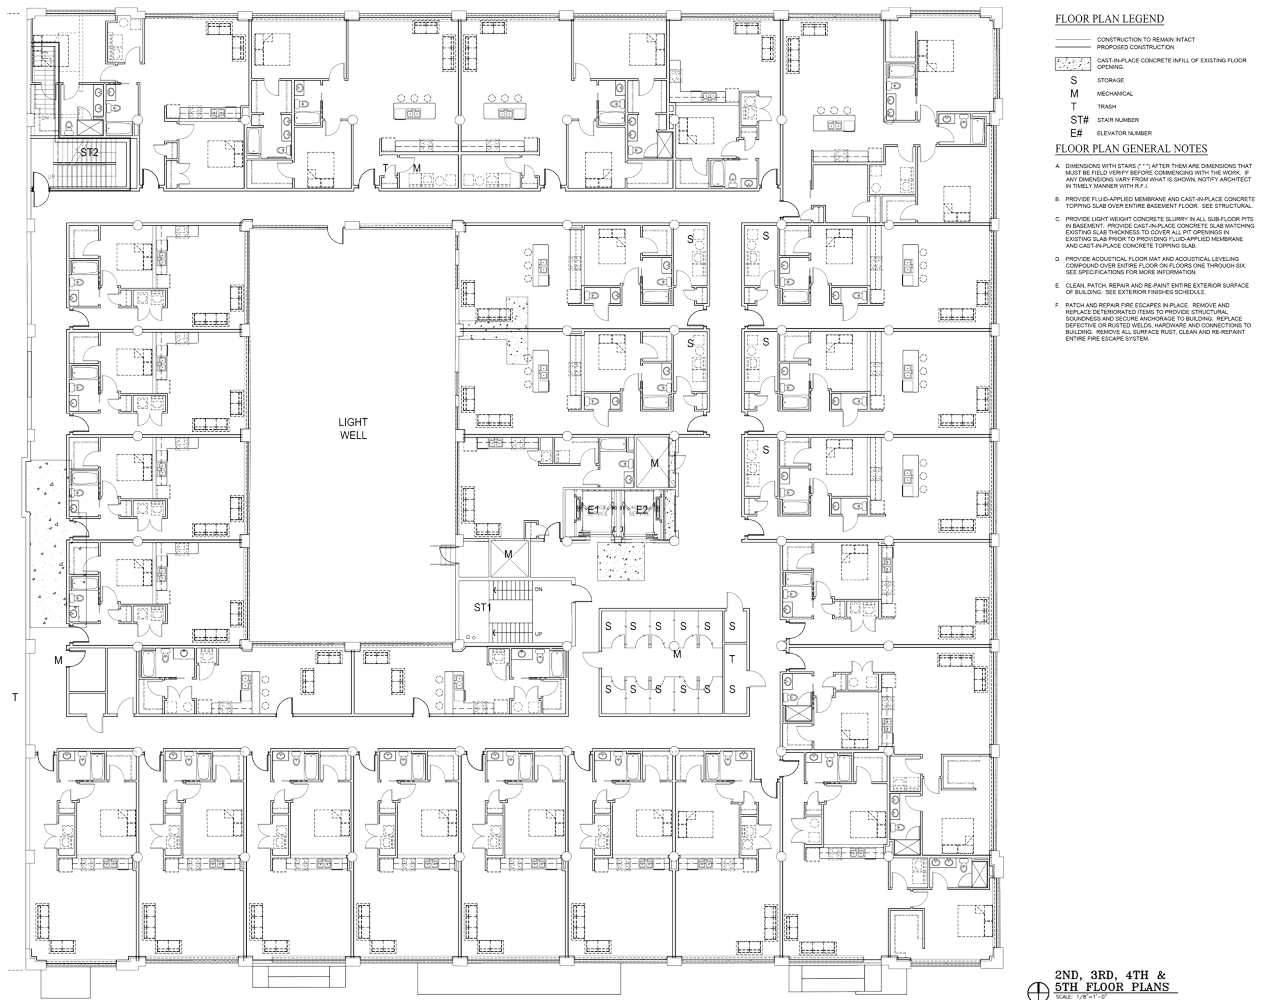 FLOOR PLAN LEGEND
CONSTRUCTION TO REMAIN INTACT
PROPOSED CONSTRUCTION
CAST-IN-PLACE CONCRETE INFILL OF EXISTING FLOOR
OPENING.
S STORAGE
M MECHANICAL
T TRASH
ST# STAIR NUMBER
E# ELEVATOR NUMBER
FLOOR PLAN GENERAL NOTES
A. DIMENSIONS WITH STARS ("*") AFTER THEM ARE DIMENSIONS THAT
MUST BE FIELD VERIFY BEFORE COMMENCING WITH THE WORK. IF
ANY DIMENSIONS VARY FROM WHAT IS SHOWN, NOTIFY ARCHITECT
IN TIMELY MANNER WITH R.F.I.
B. PROVIDE FLUID-APPLIED MEMBRANE AND CAST-IN-PLACE CONCRETE
TOPPING SLAB OVER ENTIRE BASEMENT FLOOR. SEE STRUCTURAL.
C. PROVIDE LIGHT WEIGHT CONCRETE SLURRY IN ALL SUB-FLOOR PITS
IN BASEMENT. PROVIDE CAST-IN-PLACE CONCRETE SLAB MATCHING
EXISTING SLAB THICKNESS TO COVER ALL PIT OPENINGS IN
EXISTING SLAB PRIOR TO PROVIDING FLUID-APPLIED MEMBRANE
AND CAST-IN-PLACE CONCRETE TOPPING SLAB.
D. PROVIDE ACOUSTICAL FLOOR MAT AND ACOUSTICAL LEVELING
COMPOUND OVER ENTIRE FLOOR ON FLOORS ONE THROUGH SIX.
SEE SPECIFICATIONS FOR MORE INFORMATION.
E. CLEAN, PATCH, REPAIR AND RE-PAINT ENTIRE EXTERIOR SURFACE
OF BUILDING. SEE EXTERIOR FINISHES SCHEDULE.
F. PATCH AND REPAIR FIRE ESCAPES IN-PLACE. REMOVE AND
REPLACE DETERIORATED ITEMS TO PROVIDE STRUCTURAL
SOUNDNESS AND SECURE ANCHORAGE TO BUILDING. REPLACE
DEFECTIVE OR RUSTED WELDS, HARDWARE AND CONNECTIONS TO
BUILDING. REMOVE ALL SURFACE RUST, CLEAN AND RE-REPAINT
ENTIRE FIRE ESCAPE SYSTEM.
ST2
UP
T M
S S
S S
LIGHT
WELL
S
M
E1 E2
M
DN
ST1
UP
S S S S S S
M M
T T
S S S S S S
2ND, 3RD, 4TH &
5TH FLOOR PLANS
SCALE: 1/8"=1'-0"